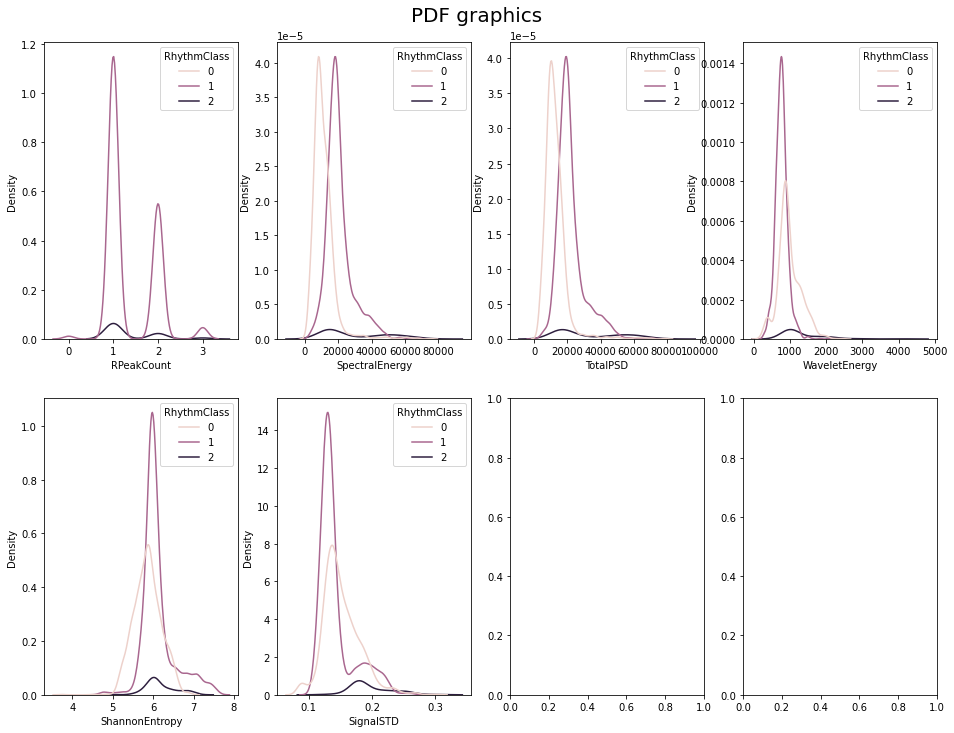 PDF graphics
1.2
1.0
0.8
0.6
0.4
0.2
0.0
Density
0 1 2 3
RPeakCount
RhythmClass
0
1
2
1e−5
4.0
3.5
3.0
2.5
2.0
1.5
1.0
0.5
0.0
Density
0 20000 40000 60000 80000
SpectralEnergy
RhythmClass
0
1
2
1e−5
4.0
3.5
3.0
2.5
2.0
1.5
1.0
0.5
0.0
Density
0 20000 40000 60000 80000 100000
TotalPSD
RhythmClass
0
1
2
0.0014
0.0012
0.0010
0.0008
0.0006
0.0004
0.0002
0.0000
Density
0 1000 2000 3000 4000 5000
WaveletEnergy
RhythmClass
0
1
2
1.0
0.8
0.6
0.4
0.2
0.0
Density
4 5 6 7 8
ShannonEntropy
RhythmClass
0
1
2
14
12
10
8
6
4
2
0
Density
0.1 0.2 0.3
SignalSTD
RhythmClass
0
1
2
1.0
0.8
0.6
0.4
0.2
0.0
0.0 0.2 0.4 0.6 0.8 1.0
1.0
0.8
0.6
0.4
0.2
0.0
0.0 0.2 0.4 0.6 0.8 1.0